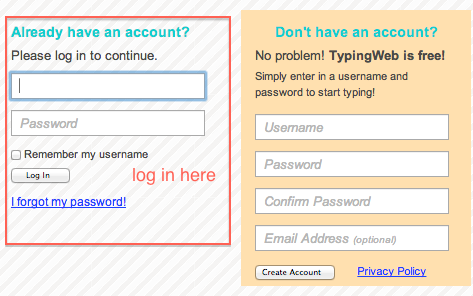 Already have an account?
Please log in to continue.
Password
Remember my username
Log In
log in here
I forgot my password!
Don't have an account?
No problem! TypingWeb is free!
Simply enter in a username and
password to start typing!
Username
Password
Confirm Password
Email Address (optional)
Create Account
Privacy Policy